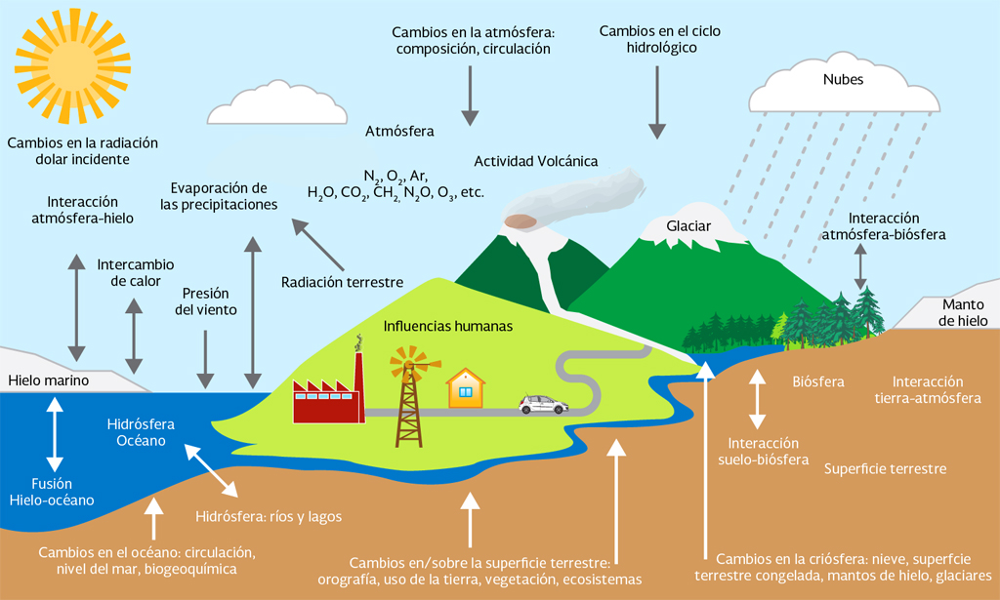 Cambios en la atmósfera:
composición, circulación
Cambios en el ciclo
hidrológico
Nubes
Cambios en la radiación
dolar incidente
Atmósfera
N2, O2, Ar,
H2O, CO2, CH2, N2O, O3, etc.
Actividad Volcánica
Evaporación de
las precipitaciones
Interacción
atmósfera-hielo
Glaciar
Interacción
atmósfera-biósfera
Intercambio
de calor
Radiación terrestre
Presión
del viento
Influencias humanas
Manto
de hielo
Hielo marino
Biósfera
Interacción
tierra-atmósfera
Hidrósfera
Océano
Interacción
suelo-biósfera
Superficie terrestre
Fusión
Hielo-océano
Hidrósfera: ríos y lagos
Cambios en el océano: circulación,
nivel del mar, biogeoquímica
Cambios en/sobre la superficie terrestre:
orografía, uso de la tierra, vegetación, ecosistemas
Cambios en la criósfera: nieve, superfcie
terrestre congelada, mantos de hielo, glaciares